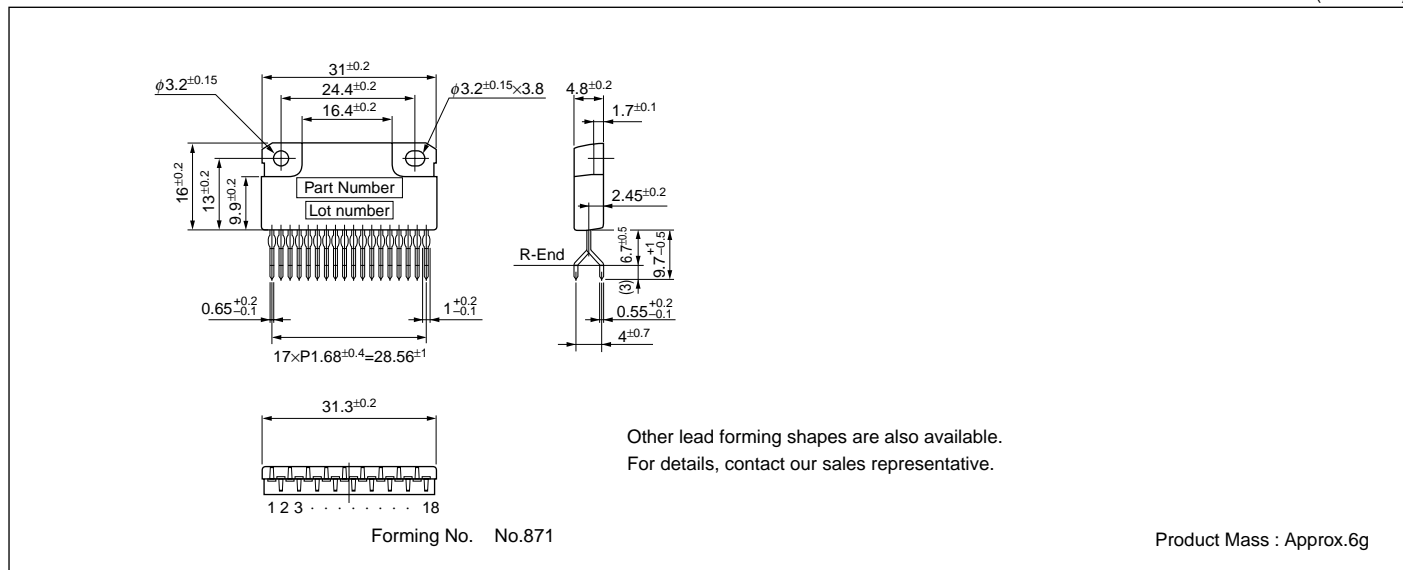 31±0.2
φ3.2±0.15
24.4±0.2
φ3.2±0.15×3.8
16.4±0.2
4.8±0.2
1.7±0.1
16±0.2
13±0.2
9.9±0.2
Part Number
Lot number
2.45±0.2
R-End
6.7±0.5
9.7+1−0.5
(3)
0.65+0.2−0.1
1+0.2−0.1
0.55+0.2−0.1
4±0.7
17×P1.68±0.4=28.56±1
31.3±0.2
Other lead forming shapes are also available.
For details, contact our sales representative.
1 2 3 · · · · · · · · 18
Forming No. No.871
Product Mass : Approx.6g